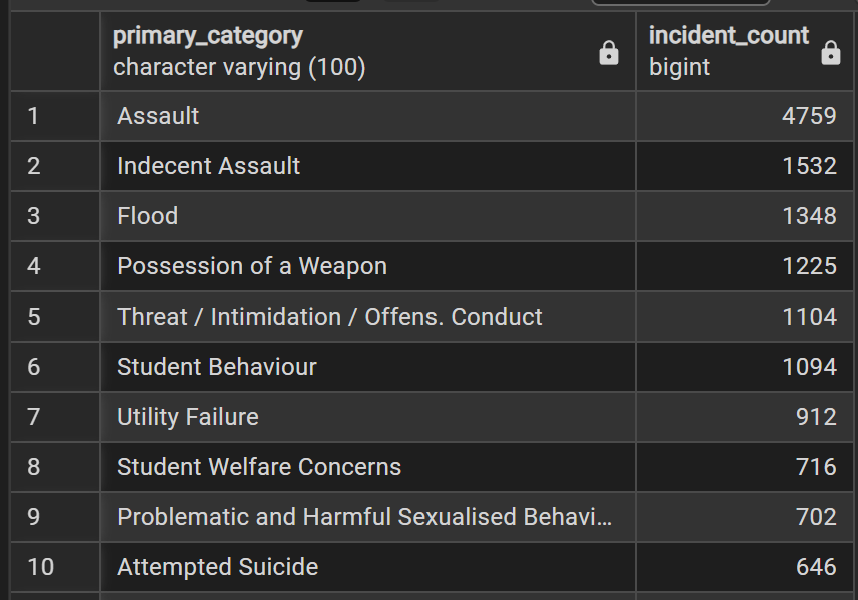 primary_category incident_count
character varying (100) bigint
1 Assault 4759
2 Indecent Assault 1532
3 Flood 1348
4 Possession of a Weapon 1225
5 Threat / Intimidation / Offens. Conduct 1104
6 Student Behaviour 1094
7 Utility Failure 912
8 Student Welfare Concerns 716
9 Problematic and Harmful Sexualised Behavi... 702
10 Attempted Suicide 646